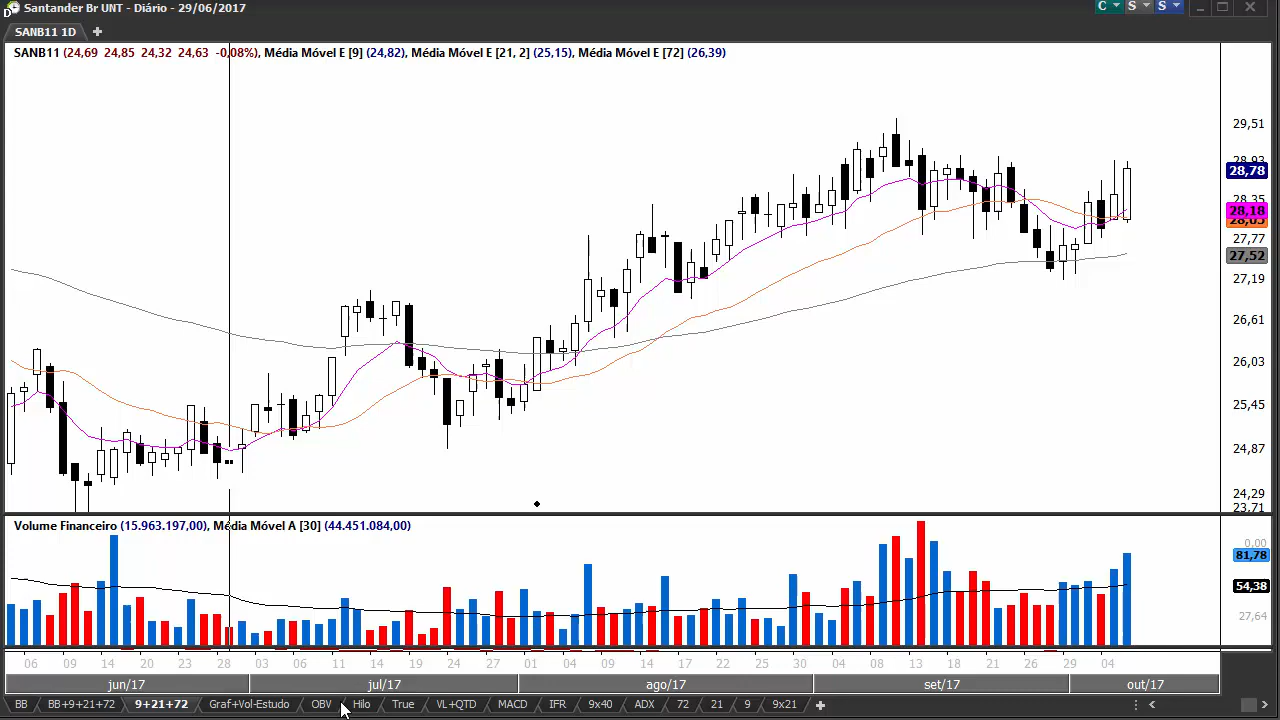 Santander Br UNT - Diário - 29/06/2017
C S S
SANB11 1D
SANB11 (24,69 24,85 24,32 24,63 -0,08%), Média Móvel E [9] (24,82), Média Móvel E [21, 2] (25,15), Média Móvel E [72] (26,39)
29,51
28,93
28,78
28,35
28,18
27,77
27,52
27,19
26,61
26,03
25,45
24,87
24,29
23,71
Volume Financeiro (15.963.197,00), Média Móvel A [30] (44.451.084,00)
0,00
81,78
54,38
27,64
06 09 14 20 23 28 03 06 11 14 19 24 27 01 04 09 14 17 22 25 30 04 08 13 18 21 26 29 04
jun/17 jul/17 ago/17 set/17 out/17
BB BB+9+21+72 9+21+72 Graf+Vol-Estudo OBV Hilo True VL+QTD MACD IFR 9x40 ADX 72 21 9 9x21